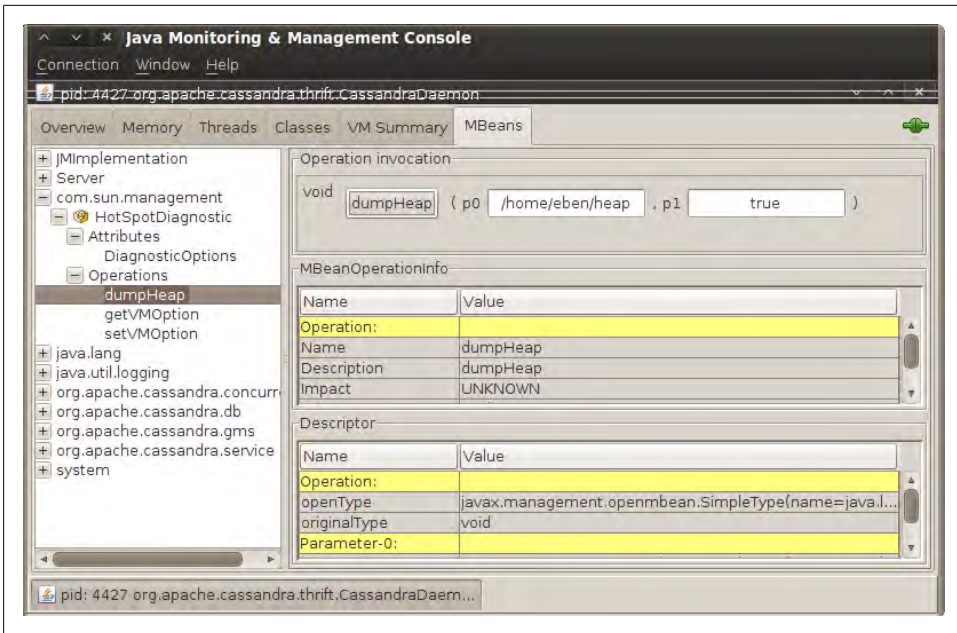 Java Monitoring & Management Console
Connection Window Help
pid: 4427 org.apache.cassandra.thrift.CassandraDaemon
Overview Memory Threads Classes VM Summary MBeans
JMImplementation
Server
com.sun.management
HotSpotDiagnostic
Attributes
DiagnosticOptions
Operations
dumpHeap
getVMOption
setVMOption
java.lang
java.util.logging
org.apache.cassandra.concurr
org.apache.cassandra.db
org.apache.cassandra.gms
org.apache.cassandra.service
system
Operation invocation
void dumpHeap ( p0 /home/eben/heap , p1 true )
MBeanOperationInfo
Name Value
Operation:
Name dumpHeap
Description dumpHeap
Impact UNKNOWN
Descriptor
Name Value
Operation:
openType javax.management.openmbean.SimpleType(name=java.l...
originalType void
Parameter-0:
pid: 4427 org.apache.cassandra.thrift.CassandraDaem...